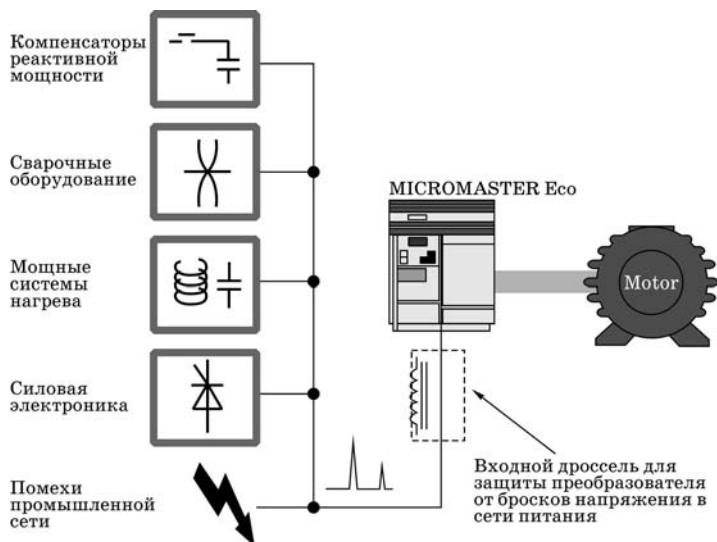 Компенсаторы
реактивной
мощности
Сварочные
оборудование
MICROMASTER Eco
Мощные
системы
нагрева
Motor
Силовая
электроника
Помехи
промышленной
сети
Входной дроссель для
защиты преобразователя
от бросков напряжения в
сети питания